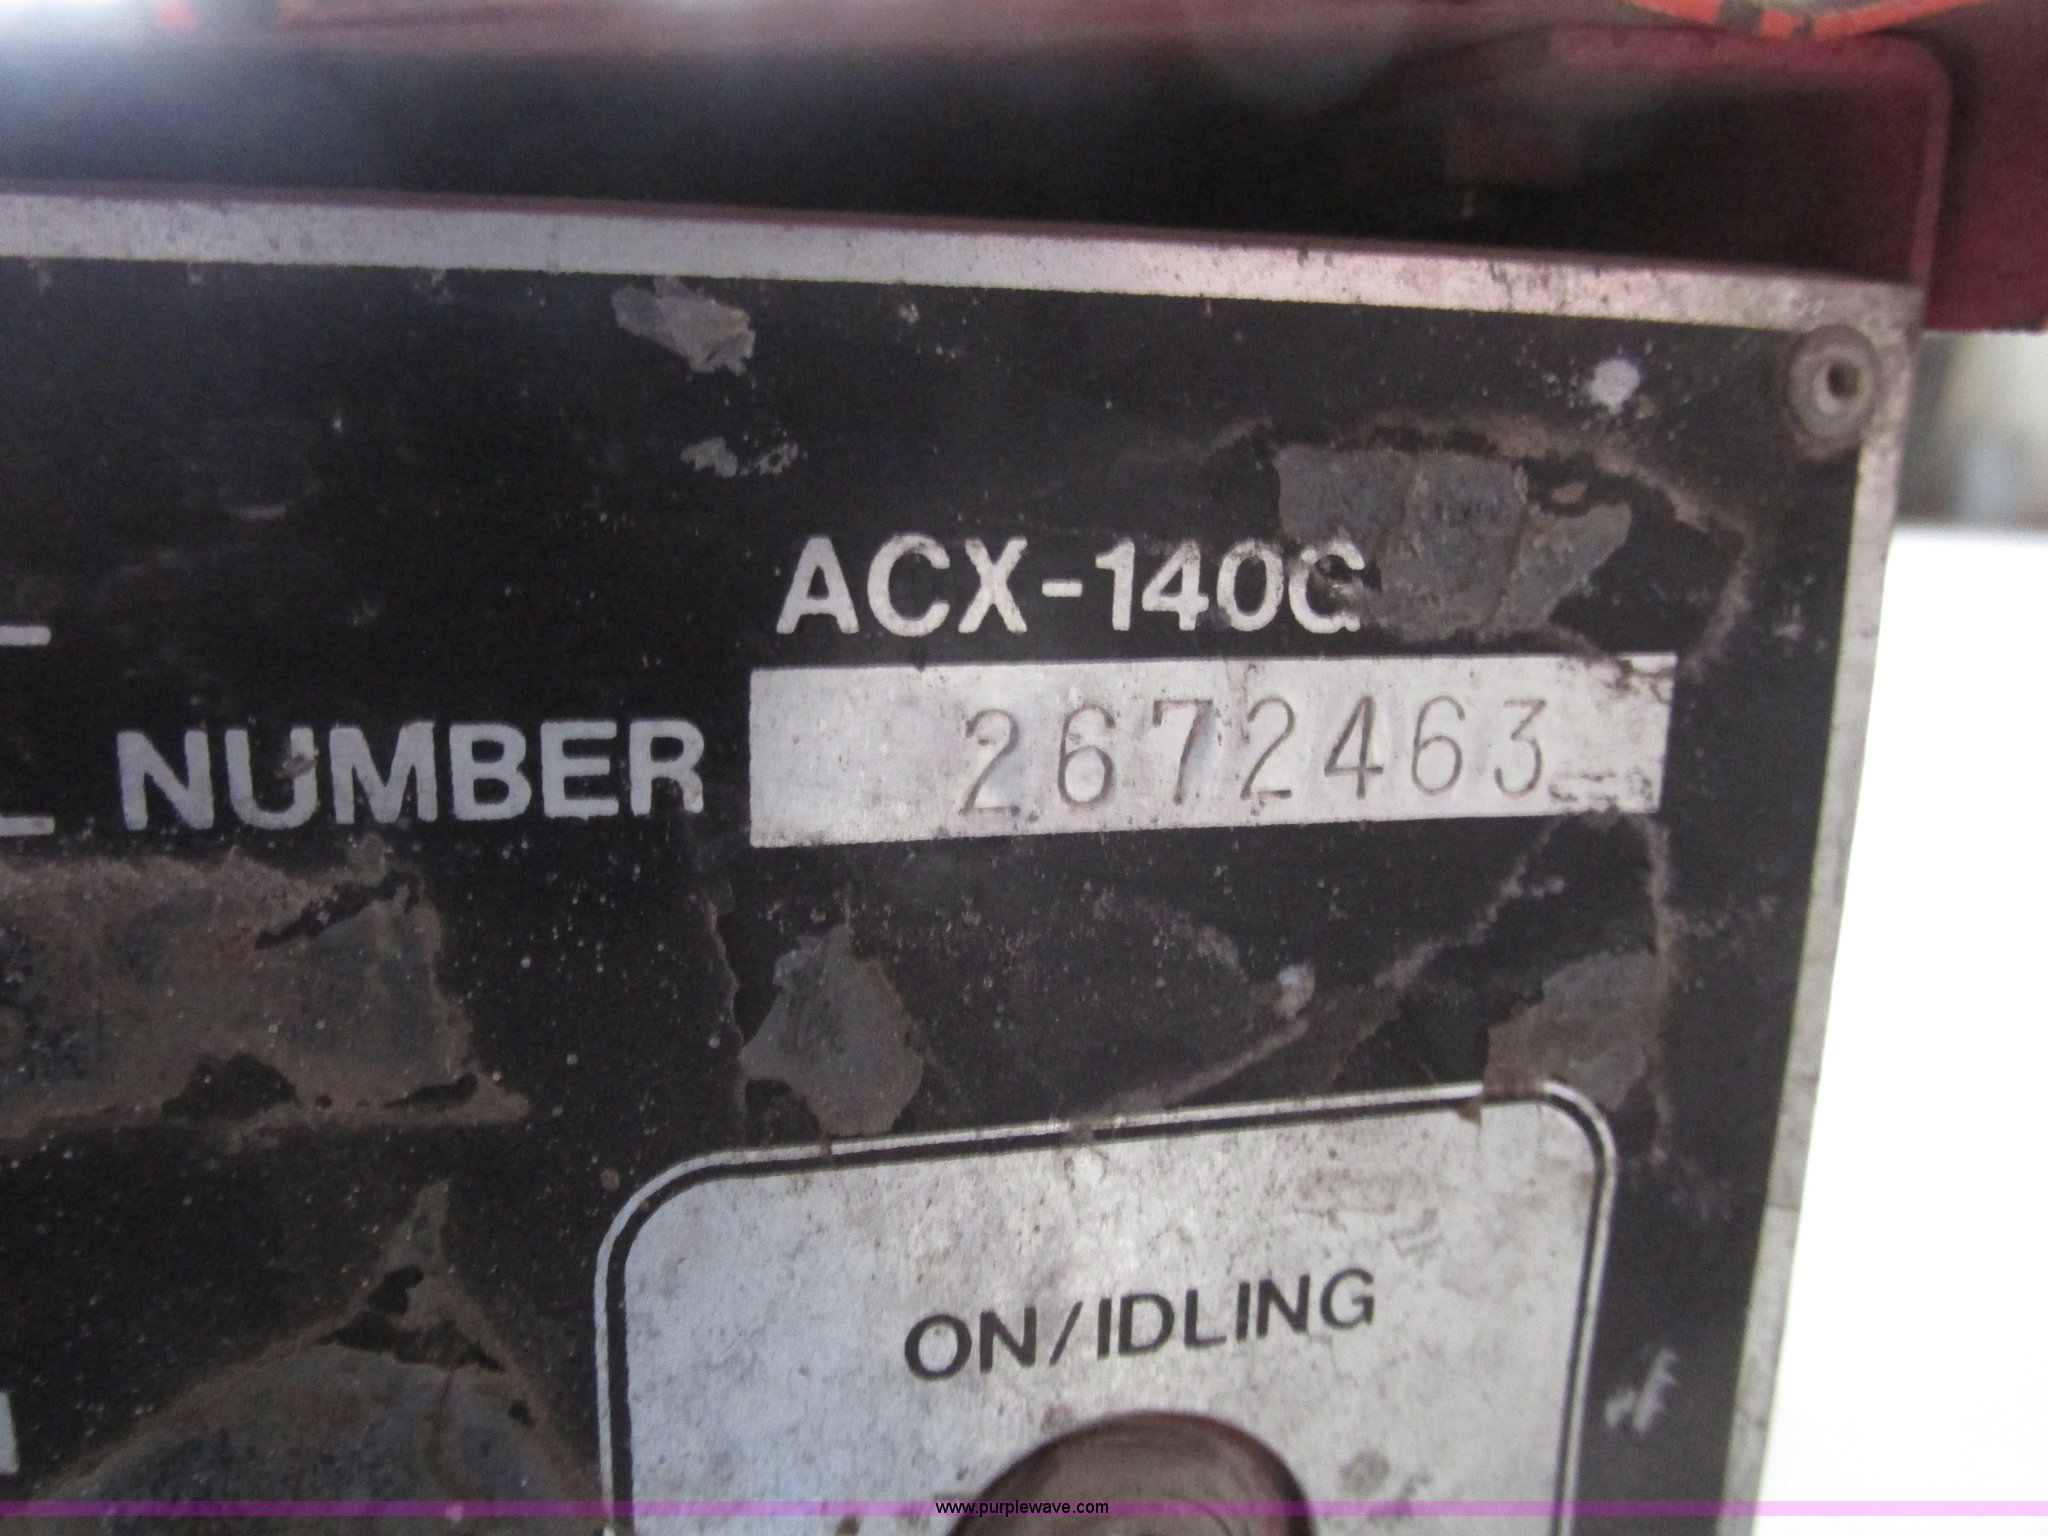 ACX-140G
NUMBER 2672463
ON/IDLING
www.purplewave.com